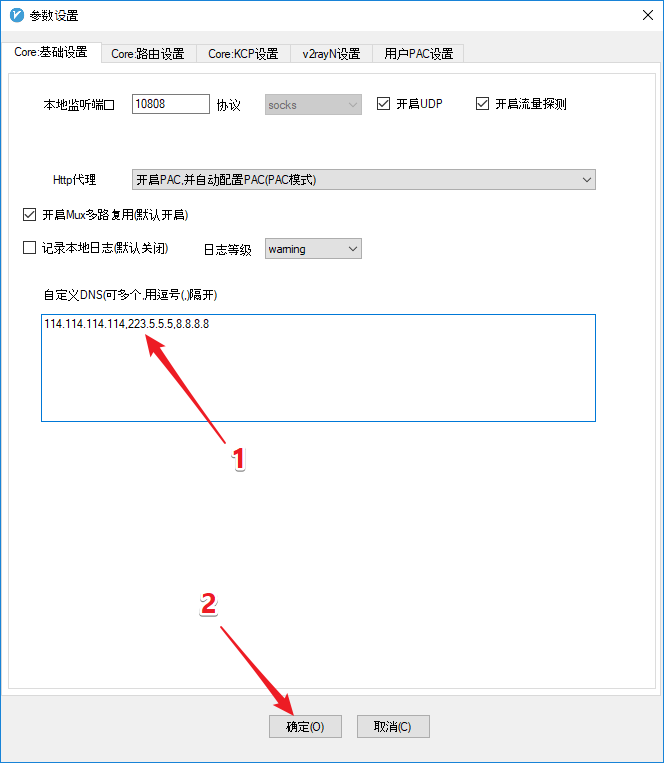 参数设置
Core:基础设置 Core:路由设置 Core:KCP设置 v2rayN设置 用户PAC设置
本地监听端口 10808 协议 socks 开启UDP 开启流量探测
Http代理 开启PAC,并自动配置PAC(PAC模式)
开启Mux多路复用(默认开启)
记录本地日志(默认关闭) 日志等级 warning
自定义DNS(可多个,用逗号(,)隔开)
114.114.114.114,223.5.5.5,8.8.8.8
1
2
确定(O) 取消(C)